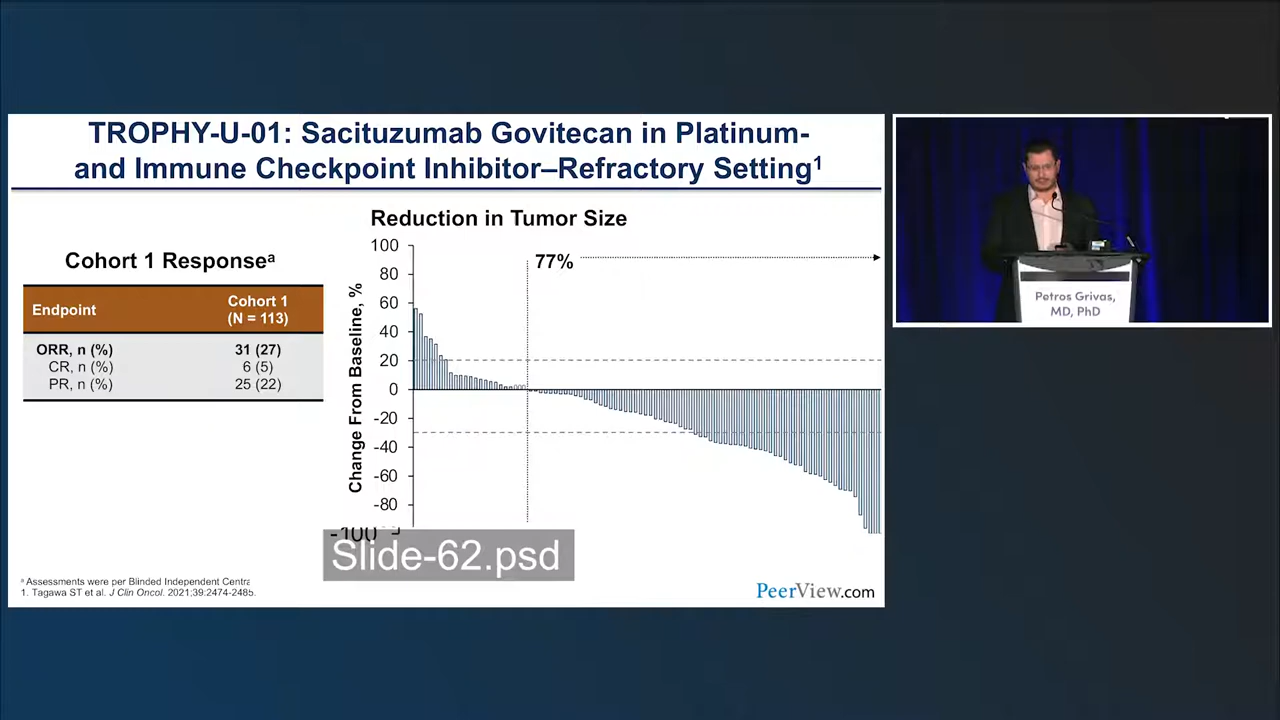 TROPHY-U-01: Sacituzumab Govitecan in Platinum-
and Immune Checkpoint Inhibitor–Refractory Setting¹
Cohort 1 Responseᵃ
Endpoint
Cohort 1
(N = 113)
ORR, n (%)
31 (27)
CR, n (%)
6 (5)
PR, n (%)
25 (22)
Reduction in Tumor Size
Change From Baseline, %
100
80
60
40
20
0
-20
-40
-60
-80
-100
77%
Slide-62.psd
ᵃ Assessments were per Blinded Independent
1. Tagawa ST et al. J Clin Oncol. 2021;39:2474-2485.
PeerView.com
Petros Grivas,
MD, PhD